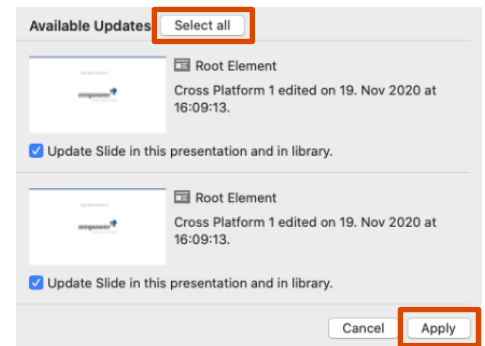 Available Updates Select all
Root Element
Cross Platform 1 edited on 19. Nov 2020 at
16:09:13.
empower
Update Slide in this presentation and in library.
Root Element
Cross Platform 1 edited on 19. Nov 2020 at
16:09:13.
empower
Update Slide in this presentation and in library.
Cancel Apply